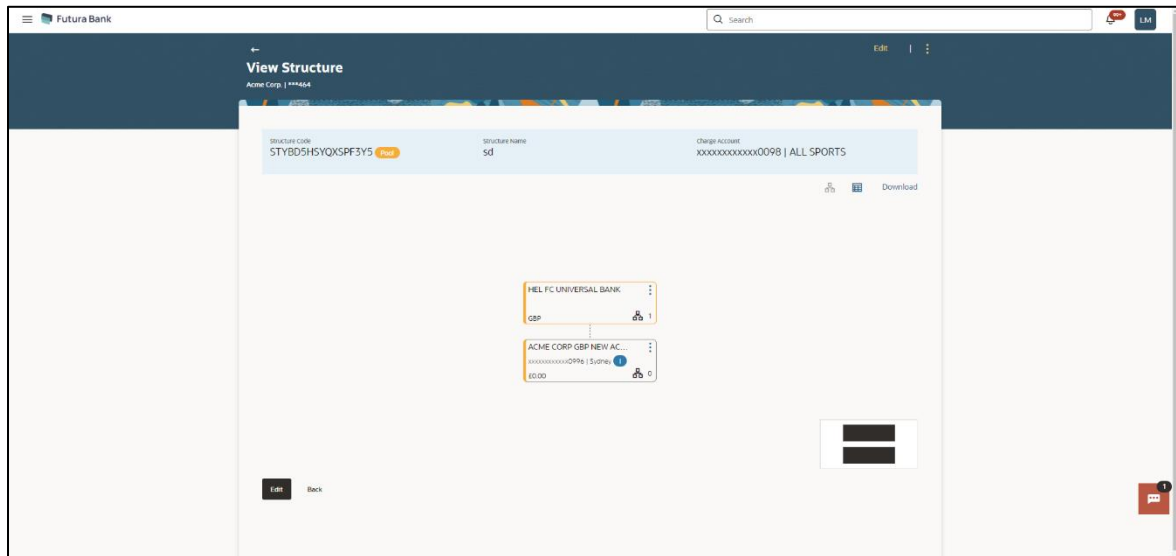 Futura Bank
Search
99+
LM
Edit
View Structure
Acme Corp. | ***464
Structure Code
STYBD5HSYQXSPF3Y5 Pool
Structure Name
sd
Charge Account
xxxxxxxxxxxx0098 | ALL SPORTS
Download
HEL FC UNIVERSAL BANK
GBP
1
ACME CORP GBP NEW AC...
xxxxxxxxxxxx0996 | Sydney I
£0.00
0
Edit
Back
1